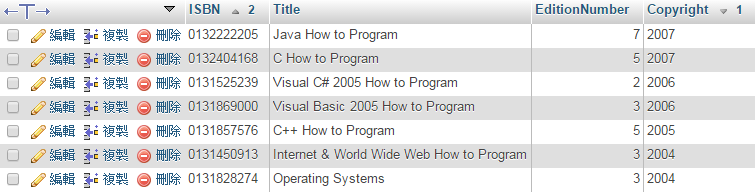 ISBN 2 Title EditionNumber Copyright 1
編輯 複製 刪除 0132222205 Java How to Program 7 2007
編輯 複製 刪除 0132404168 C How to Program 5 2007
編輯 複製 刪除 0131525239 Visual C# 2005 How to Program 2 2006
編輯 複製 刪除 0131869000 Visual Basic 2005 How to Program 3 2006
編輯 複製 刪除 0131857576 C++ How to Program 5 2005
編輯 複製 刪除 0131450913 Internet & World Wide Web How to Program 3 2004
編輯 複製 刪除 0131828274 Operating Systems 3 2004